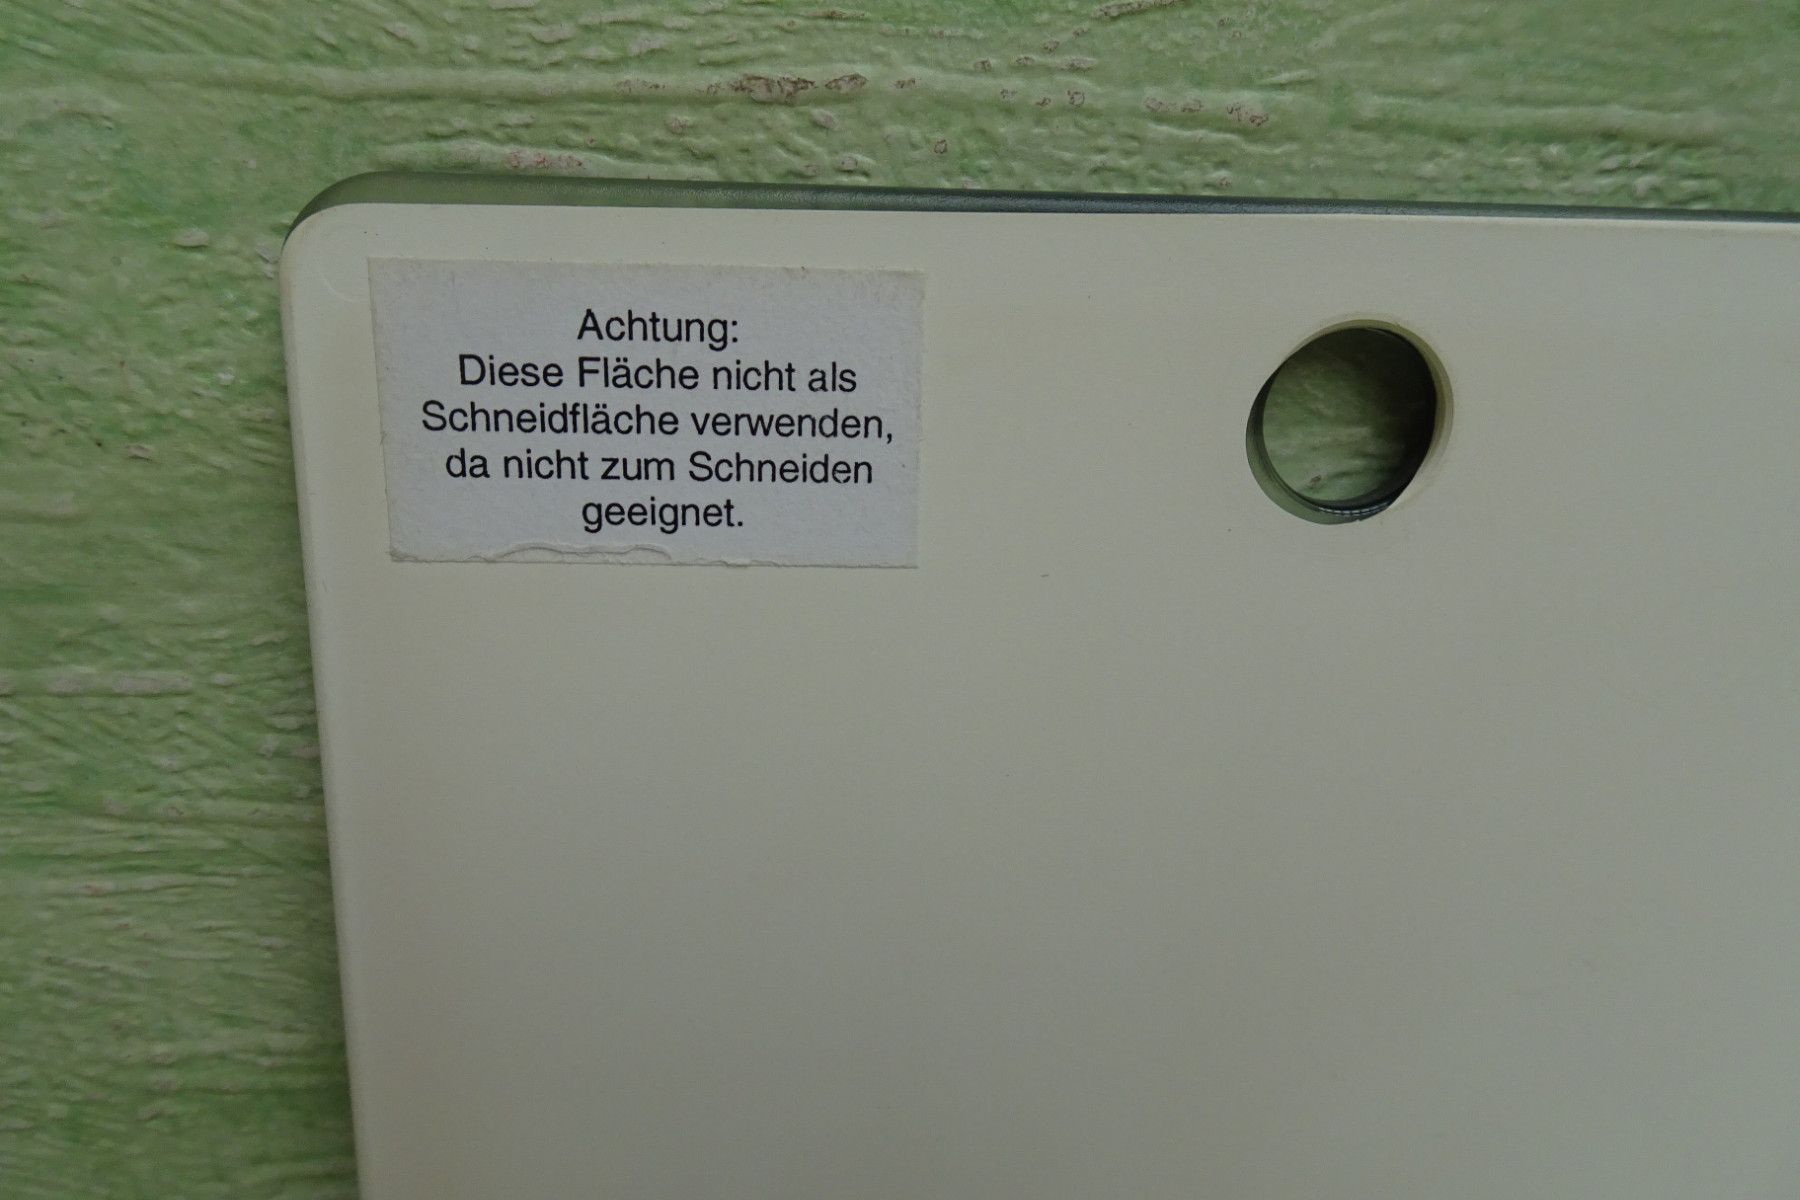 Achtung:
Diese Fläche nicht als
Schneidfläche verwenden,
da nicht zum Schneiden
geeignet.